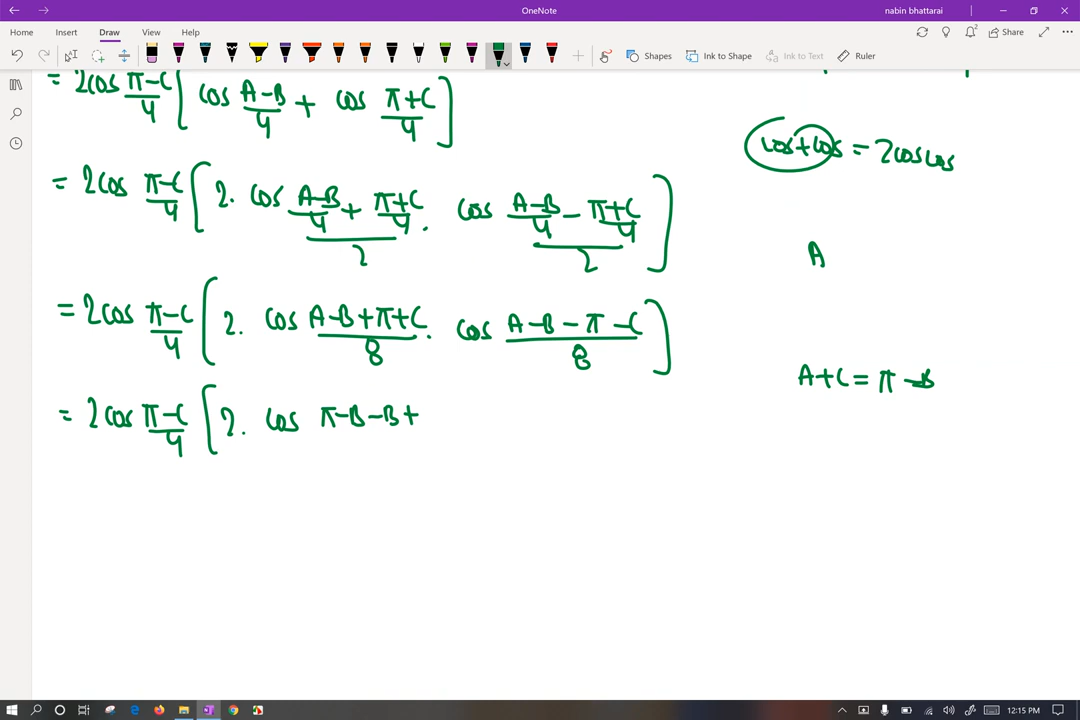 OneNote
nabin bhattarai
Home Insert Draw View Help
Share
Shapes Ink to Shape Ink to Text Ruler
= 2cos (π-C)/4 [ cos (A-B)/4 + cos (π+C)/4 ]
cos+cos = 2coscos
= 2cos (π-C)/4 [ 2. cos ((A-B)/4 + (π+C)/4)/2 . cos ((A-B)/4 - (π+C)/4)/2 ]
A
= 2cos (π-C)/4 [ 2. cos (A-B+π+C)/8 . cos (A-B-π-C)/8 ]
A+C = π-B
= 2cos (π-C)/4 [ 2. cos π-B-B+
12:15 PM